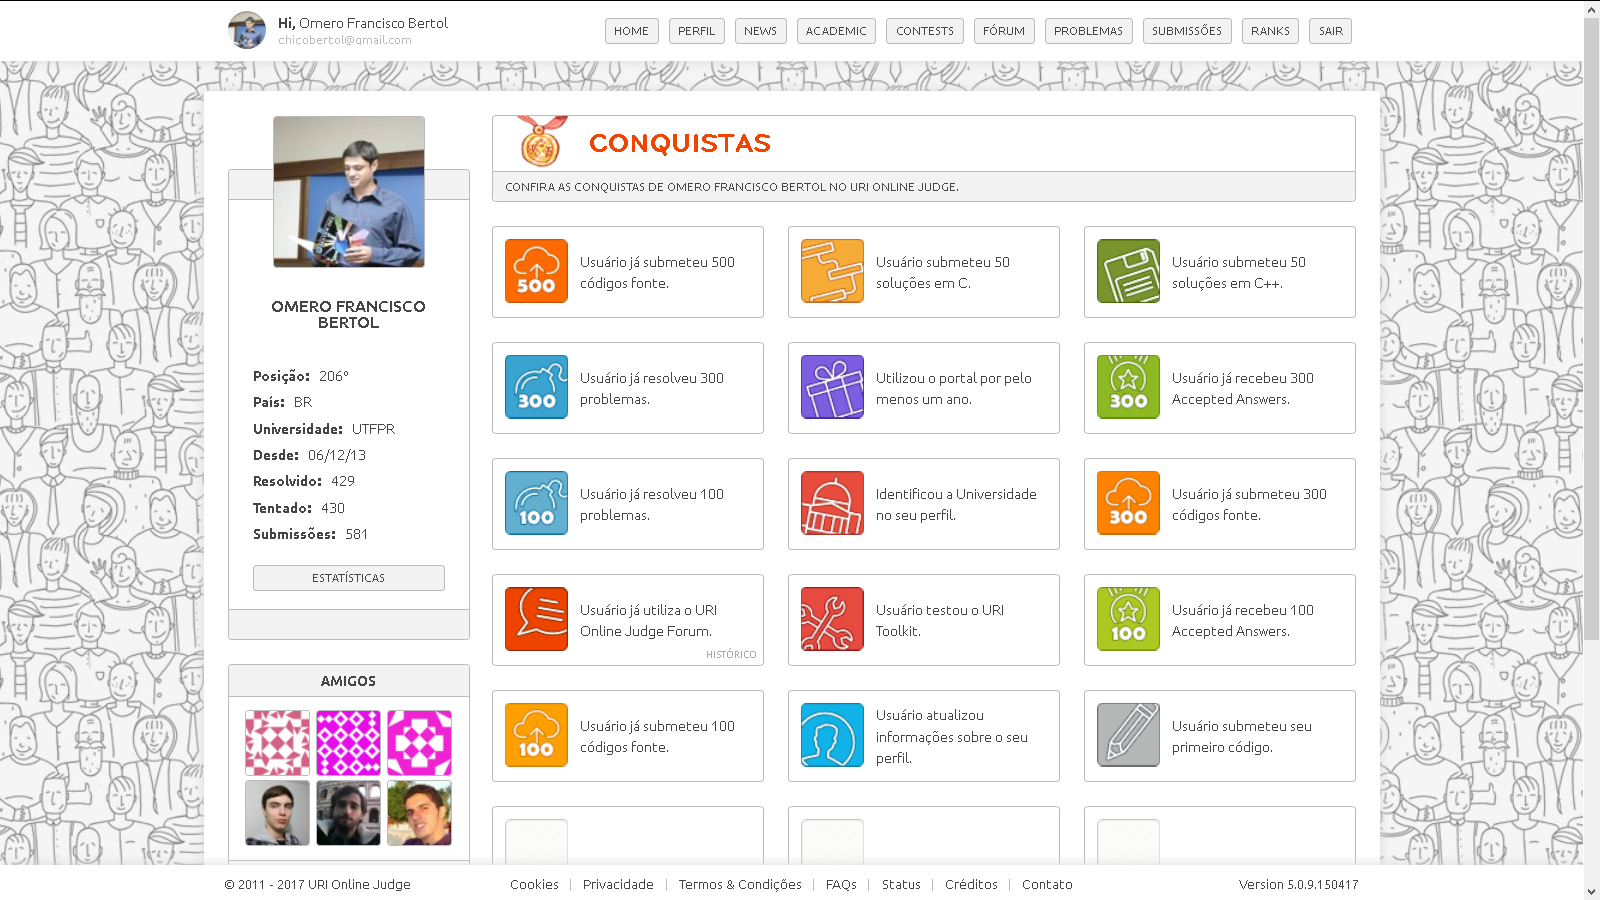 Hi, Omero Francisco Bertol
chicobertol@gmail.com
HOME
PERFIL
NEWS
ACADEMIC
CONTESTS
FÓRUM
PROBLEMAS
SUBMISSÕES
RANKS
SAIR
OMERO FRANCISCO
BERTOL
Posição: 206º
País: BR
Universidade: UTFPR
Desde: 06/12/13
Resolvido: 429
Tentado: 430
Submissões: 581
ESTATÍSTICAS
AMIGOS
CONQUISTAS
CONFIRA AS CONQUISTAS DE OMERO FRANCISCO BERTOL NO URI ONLINE JUDGE.
500
Usuário já submeteu 500
códigos fonte.
Usuário submeteu 50
soluções em C.
Usuário submeteu 50
soluções em C++.
300
Usuário já resolveu 300
problemas.
Utilizou o portal por pelo
menos um ano.
300
Usuário já recebeu 300
Accepted Answers.
100
Usuário já resolveu 100
problemas.
Identificou a Universidade
no seu perfil.
300
Usuário já submeteu 300
códigos fonte.
Usuário já utiliza o URI
Online Judge Forum.
HISTÓRICO
Usuário testou o URI
Toolkit.
100
Usuário já recebeu 100
Accepted Answers.
100
Usuário já submeteu 100
códigos fonte.
Usuário atualizou
informações sobre o seu
perfil.
Usuário submeteu seu
primeiro código.
© 2011 - 2017 URI Online Judge
Cookies
Privacidade
Termos & Condições
FAQs
Status
Créditos
Contato
Version 5.0.9.150417